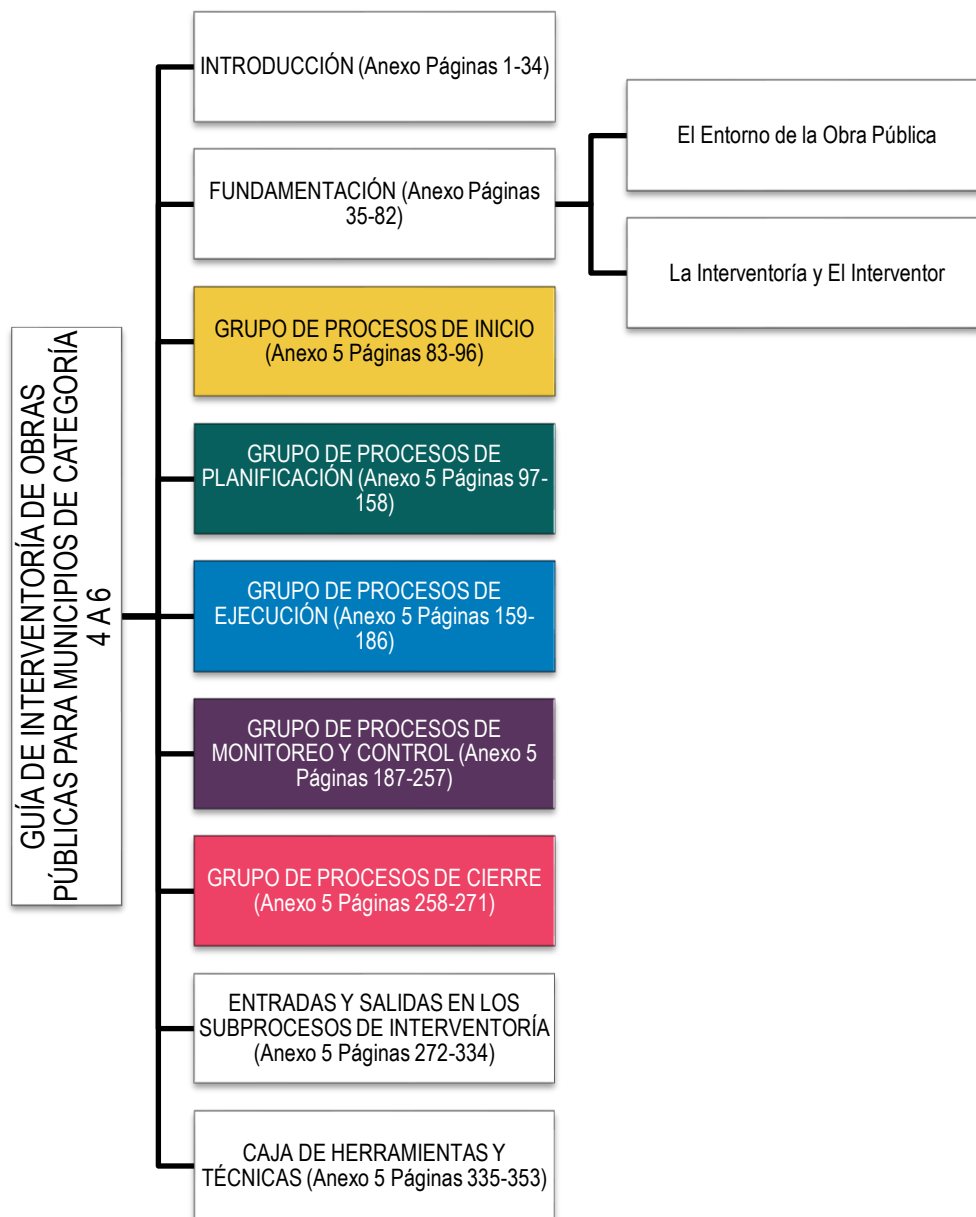 GUÍA DE INTERVENTORÍA DE OBRAS
PÚBLICAS PARA MUNICIPIOS DE CATEGORÍA
4 A 6
INTRODUCCIÓN (Anexo Páginas 1-34)
FUNDAMENTACIÓN (Anexo Páginas
35-82)
El Entorno de la Obra Pública
La Interventoría y El Interventor
GRUPO DE PROCESOS DE INICIO
(Anexo 5 Páginas 83-96)
GRUPO DE PROCESOS DE
PLANIFICACIÓN (Anexo 5 Páginas 97-
158)
GRUPO DE PROCESOS DE
EJECUCIÓN (Anexo 5 Páginas 159-
186)
GRUPO DE PROCESOS DE
MONITOREO Y CONTROL (Anexo 5
Páginas 187-257)
GRUPO DE PROCESOS DE CIERRE
(Anexo 5 Páginas 258-271)
ENTRADAS Y SALIDAS EN LOS
SUBPROCESOS DE INTERVENTORÍA
(Anexo 5 Páginas 272-334)
CAJA DE HERRAMIENTAS Y
TÉCNICAS (Anexo 5 Páginas 335-353)